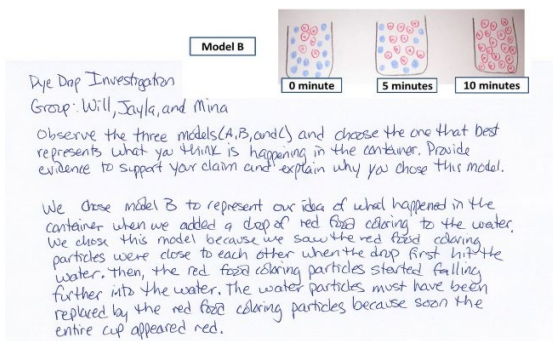 Model B
0 minute
5 minutes
10 minutes
Dye Drop Investigation
Group: Will, Jayla, and Mina
Observe the three models (A, B, and C) and choose the one that best
represents what you think is happening in the container. Provide
evidence to support your claim and explain why you chose this model.
We chose model B to represent our idea of what happened in the
container when we added a drop of red food coloring to the water.
We chose this model because we saw the red food coloring
particles were close to each other when the drop first hit the
water. Then, the red food coloring particles started falling
further into the water. The water particles must have been
replaced by the red food coloring particles because soon the
entire cup appeared red.